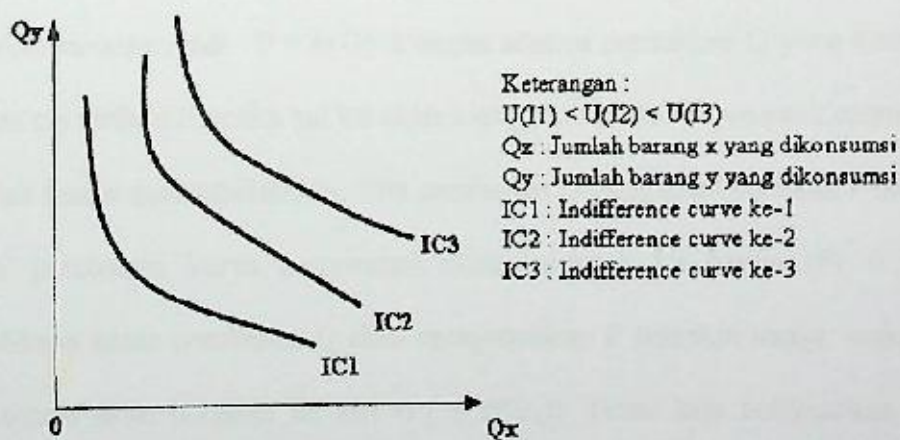 Qy
Keterangan :
U(I1) < U(I2) < U(I3)
Qx : Jumlah barang x yang dikonsumsi
Qy : Jumlah barang y yang dikonsumsi
IC1 : Indifference curve ke-1
IC2 : Indifference curve ke-2
IC3 : Indifference curve ke-3
IC3
IC2
IC1
0
Qx